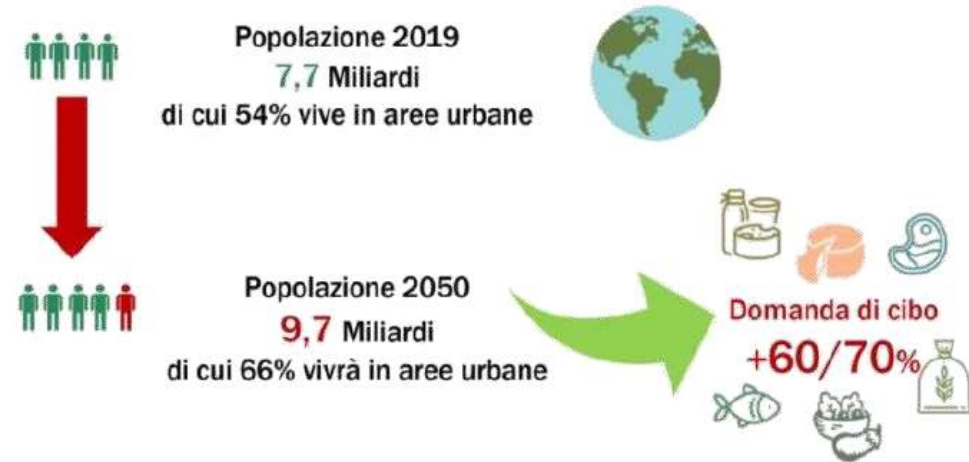 Popolazione 2019
7,7 Miliardi
di cui 54% vive in aree urbane
Popolazione 2050
9,7 Miliardi
di cui 66% vivrà in aree urbane
Domanda di cibo
+60/70%